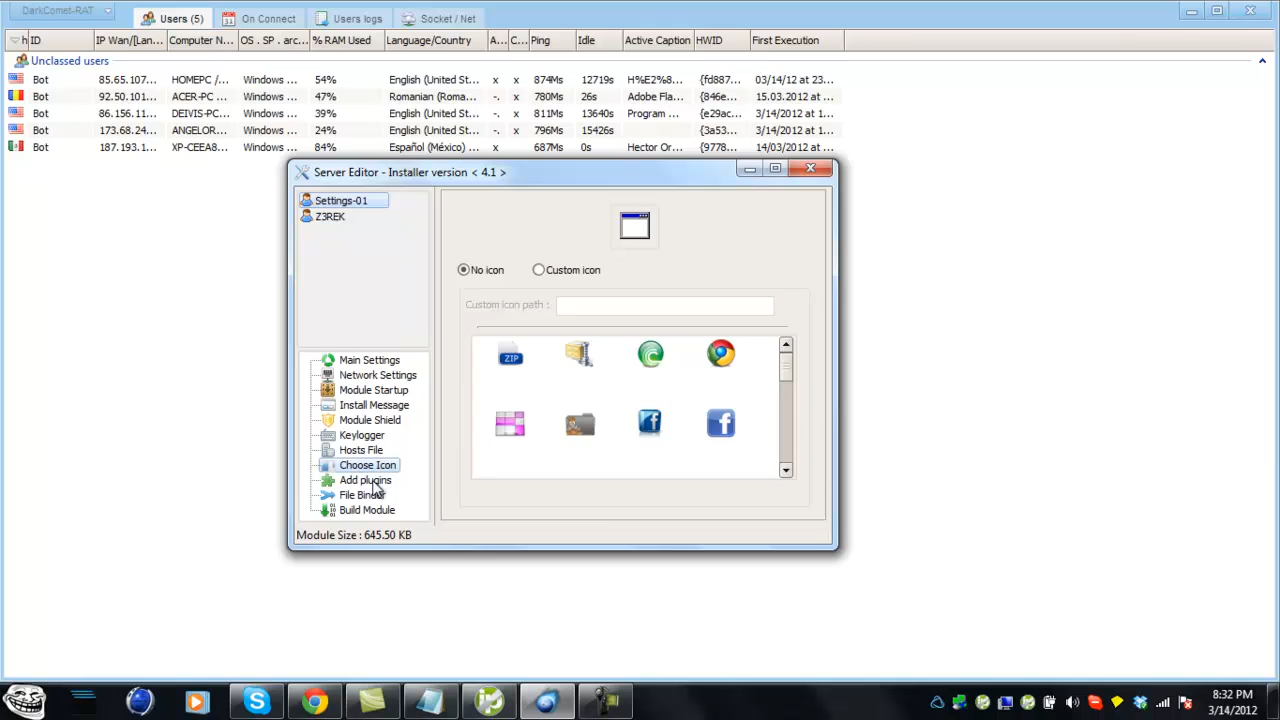 DarkComet-RAT
Users (5) On Connect Users logs Socket / Net
ID IP Wan/[Lan... Computer N... OS . SP . arc... % RAM Used Language/Country A... C... Ping Idle Active Caption HWID First Execution
Unclassed users
Bot 85.65.107... HOMEPC /... Windows ... 54% English (United St... x x 874Ms 12719s H%E2%8... {fd887... 03/14/12 at 23...
Bot 92.50.101... ACER-PC ... Windows ... 47% Romanian (Roma... -. x 780Ms 26s Adobe Fla... {846e... 15.03.2012 at ...
Bot 86.156.11... DEIVIS-PC... Windows ... 39% English (United St... -. x 811Ms 13640s Program ... {e29ac... 3/14/2012 at ...
Bot 173.68.24... ANGELOR... Windows ... 24% English (United St... -. x 796Ms 15426s {3a53... 3/14/2012 at ...
Bot 187.193.1... XP-CEEA8... Windows ... 84% Español (México) x 687Ms 0s Hector Or... {9778... 14/03/2012 at ...
Server Editor - Installer version < 4.1 >
Settings-01
Z3REK
No icon Custom icon
Custom icon path :
ZIP
Main Settings
Network Settings
Module Startup
Install Message
Module Shield
Keylogger
Hosts File
Choose Icon
Add plugins
File Binder
Build Module
Module Size : 645.50 KB
8:32 PM
3/14/2012